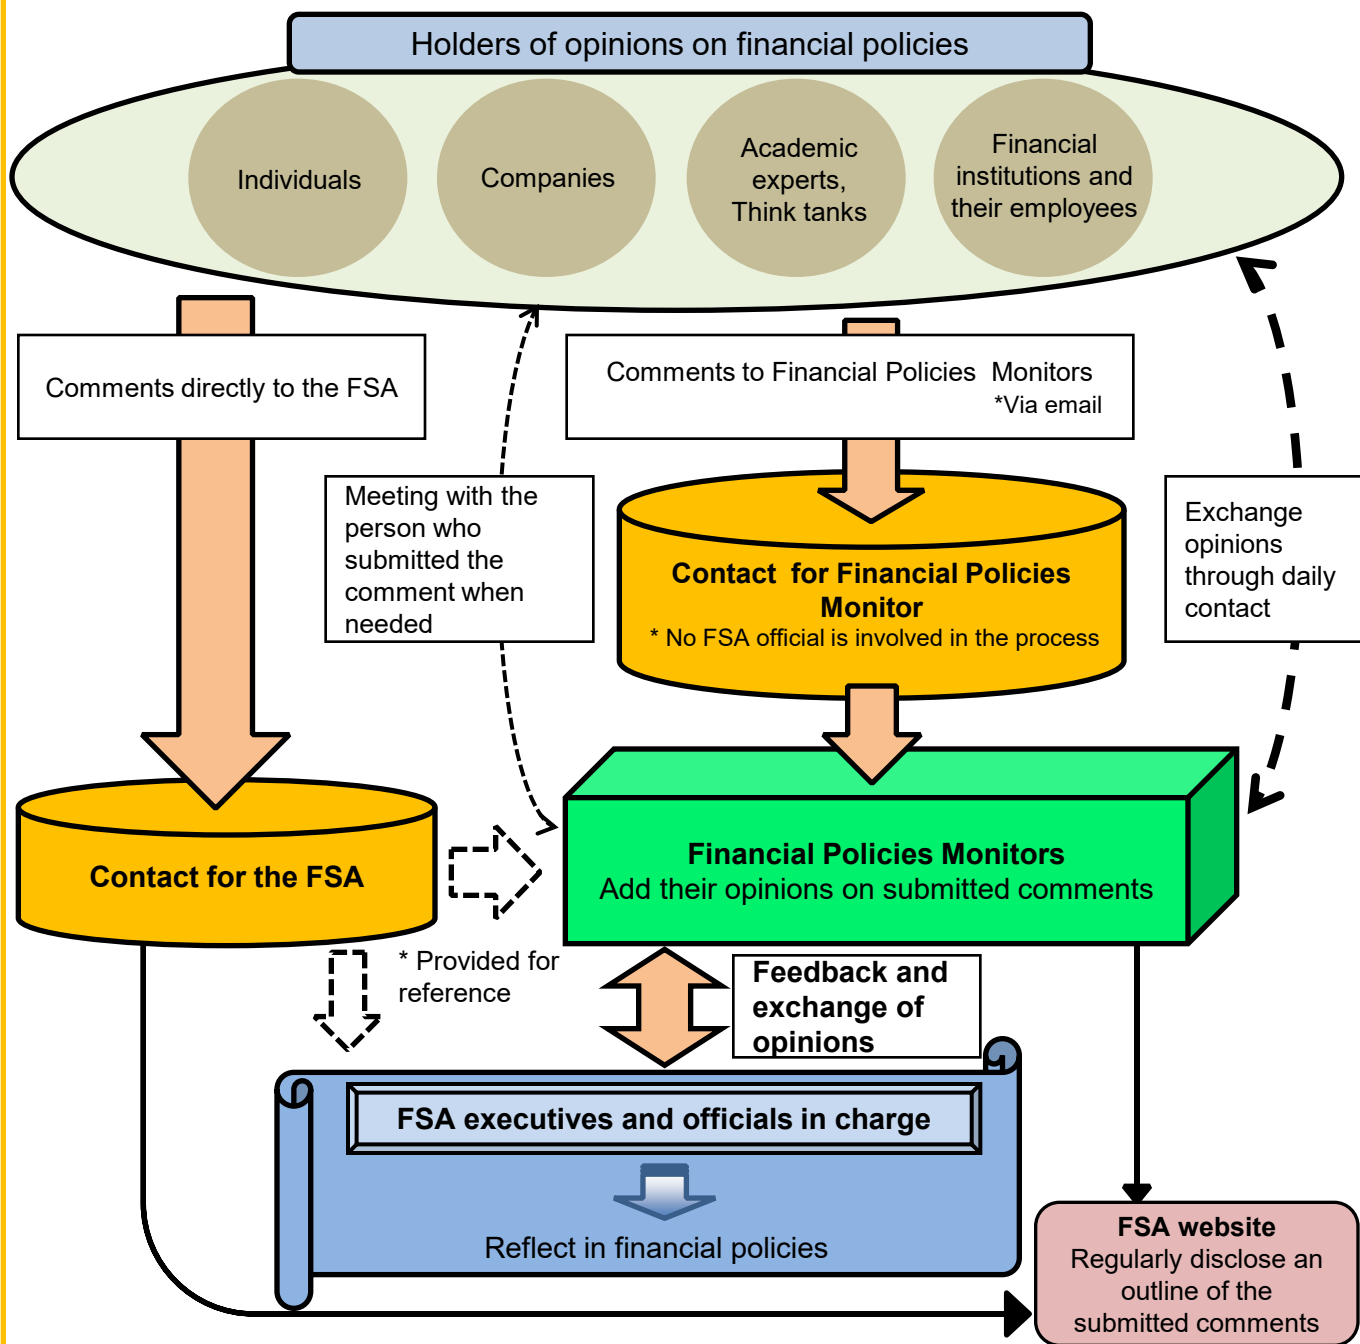 Holders of opinions on financial policies
Individuals
Companies
Academic
experts,
Think tanks
Financial
institutions and
their employees
Comments directly to the FSA
Comments to Financial Policies Monitors
*Via email
Meeting with the
person who
submitted the
comment when
needed
Contact for Financial Policies
Monitor
* No FSA official is involved in the process
Exchange
opinions
through daily
contact
Contact for the FSA
Financial Policies Monitors
Add their opinions on submitted comments
* Provided for
reference
Feedback and
exchange of
opinions
FSA executives and officials in charge
Reflect in financial policies
FSA website
Regularly disclose an
outline of the
submitted comments